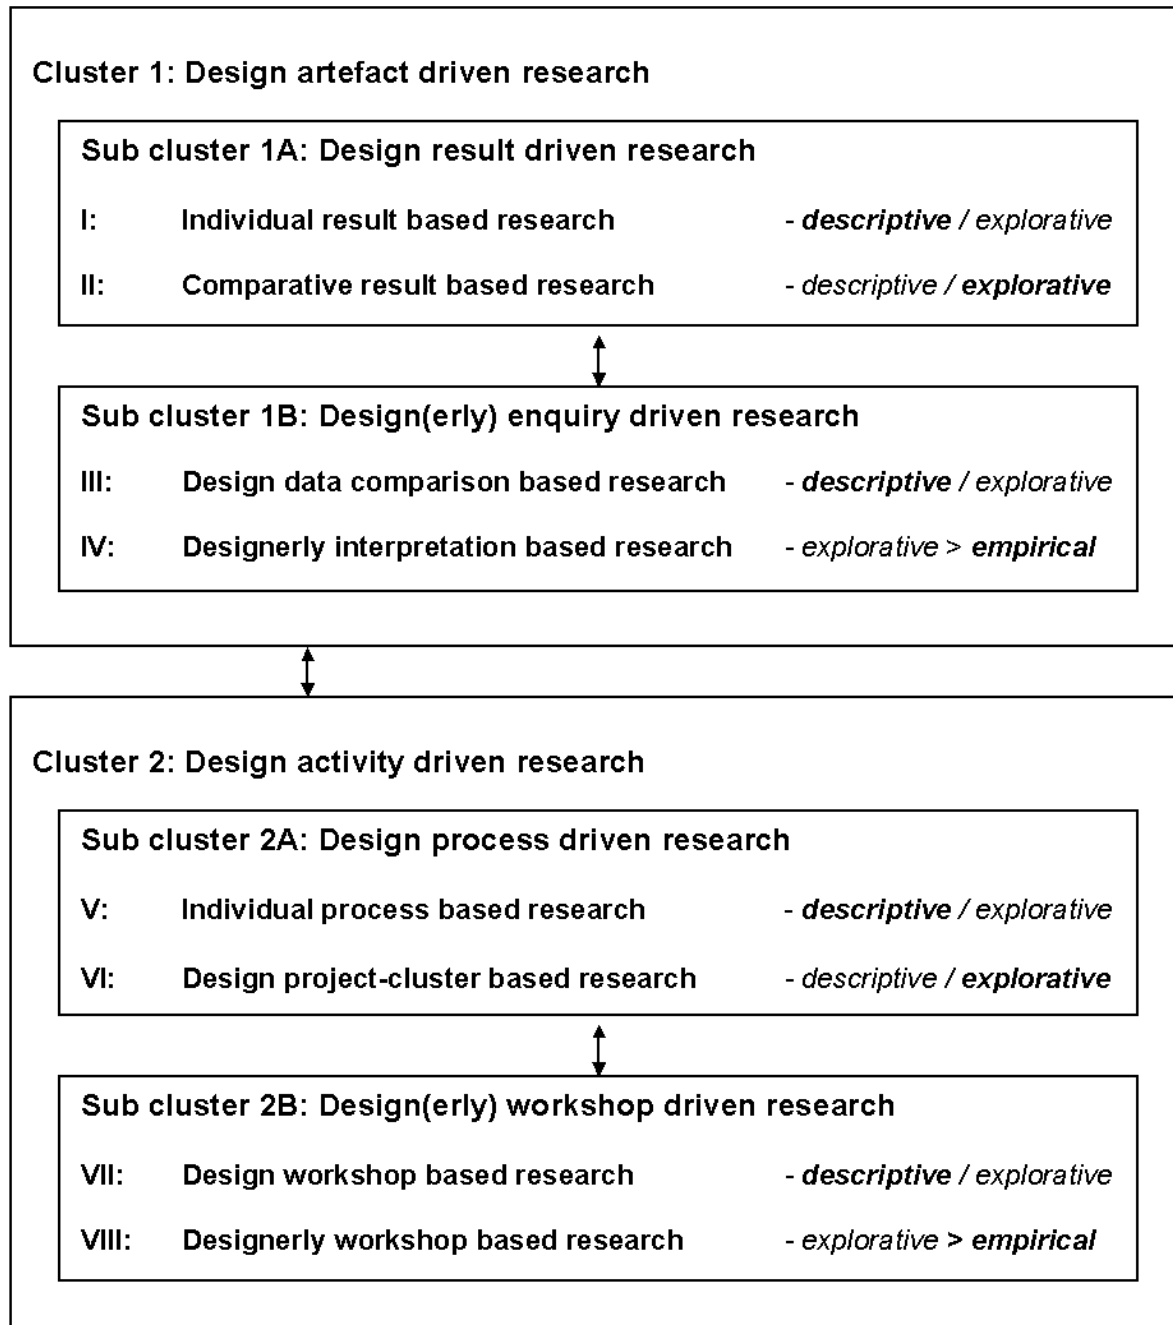 Cluster 1: Design artefact driven research
Sub cluster 1A: Design result driven research
I: Individual result based research - descriptive / explorative
II: Comparative result based research - descriptive / explorative
Sub cluster 1B: Design(erly) enquiry driven research
III: Design data comparison based research - descriptive / explorative
IV: Designerly interpretation based research - explorative > empirical
Cluster 2: Design activity driven research
Sub cluster 2A: Design process driven research
V: Individual process based research - descriptive / explorative
VI: Design project-cluster based research - descriptive / explorative
Sub cluster 2B: Design(erly) workshop driven research
VII: Design workshop based research - descriptive / explorative
VIII: Designerly workshop based research - explorative > empirical